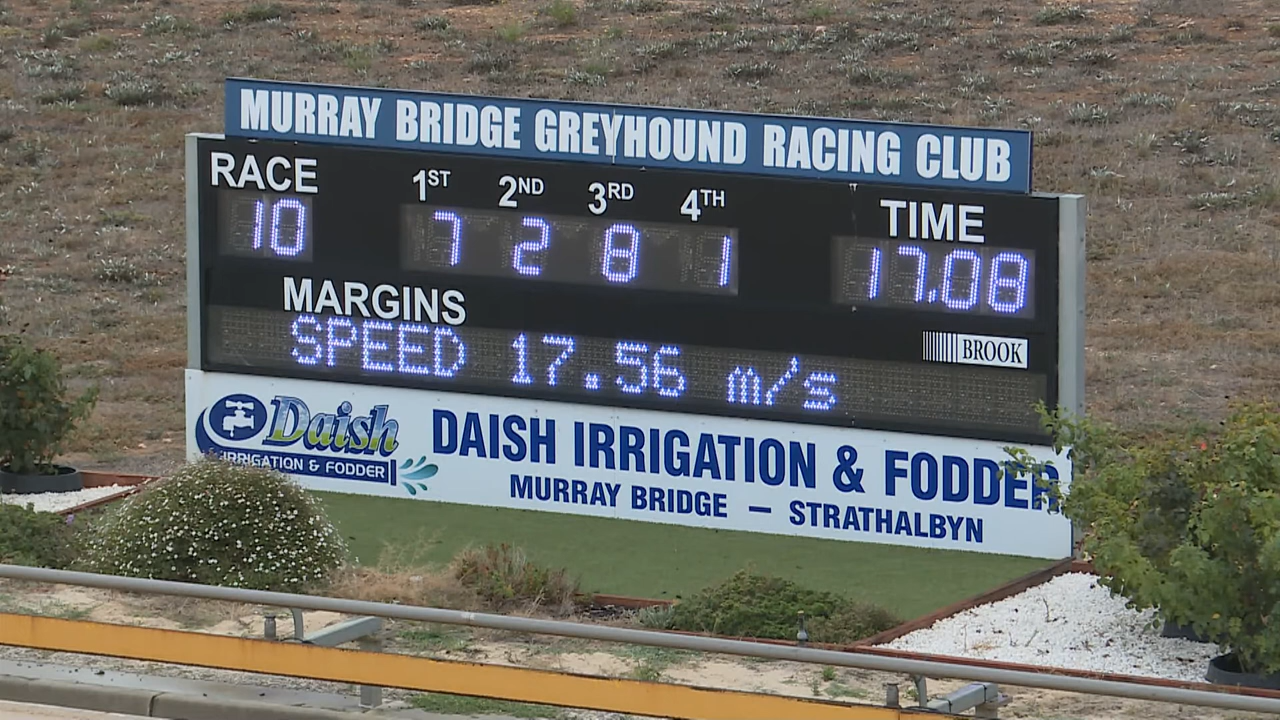 MURRAY BRIDGE GREYHOUND RACING CLUB
RACE 1ST 2ND 3RD 4TH TIME
10 7 2 8 1 17.08
MARGINS
SPEED 17.56 m/s
BROOK
Daish
IRRIGATION & FODDER
DAISH IRRIGATION & FODDER
MURRAY BRIDGE – STRATHALBYN